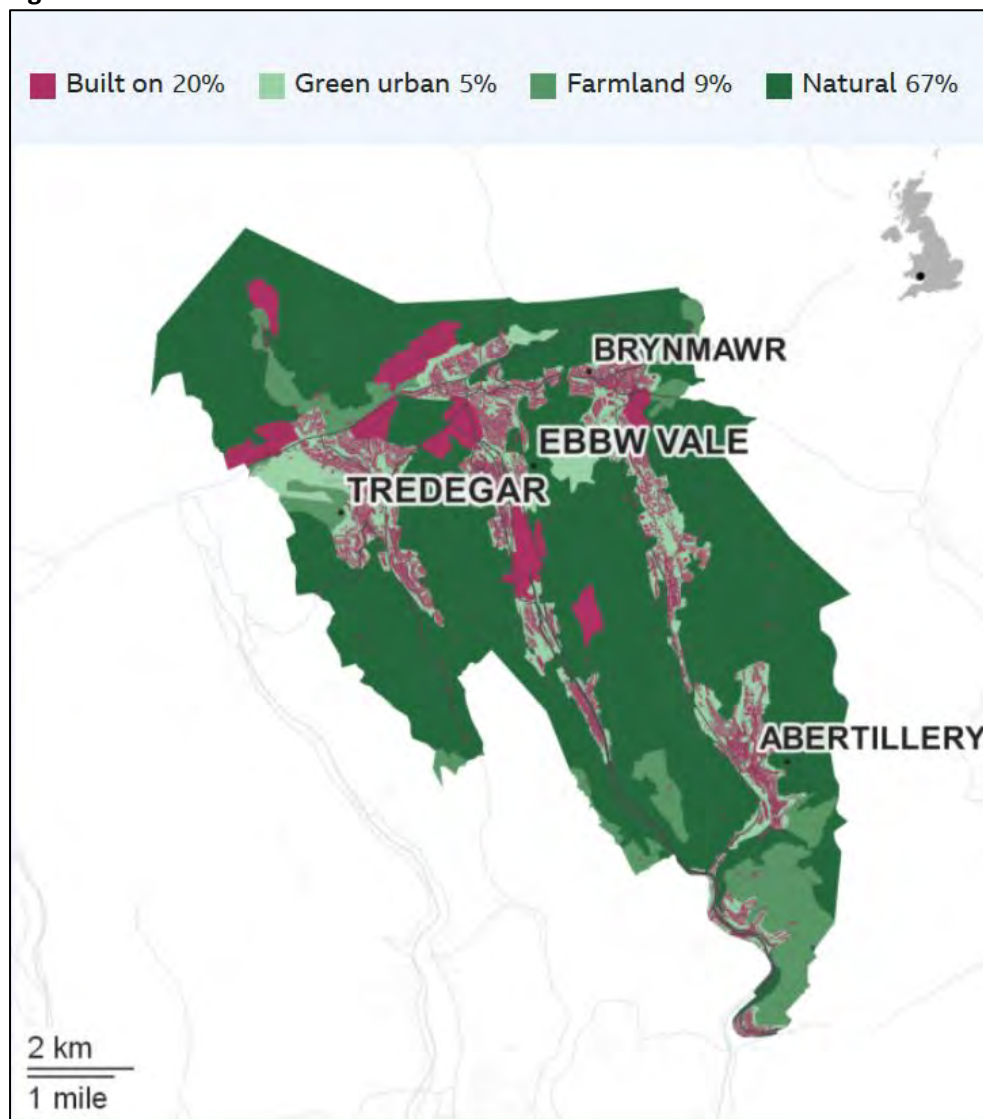 Built on 20% Green urban 5% Farmland 9% Natural 67%
BRYNMAWR
EBBW VALE
TREDEGAR
ABERTILLERY
2 km
1 mile